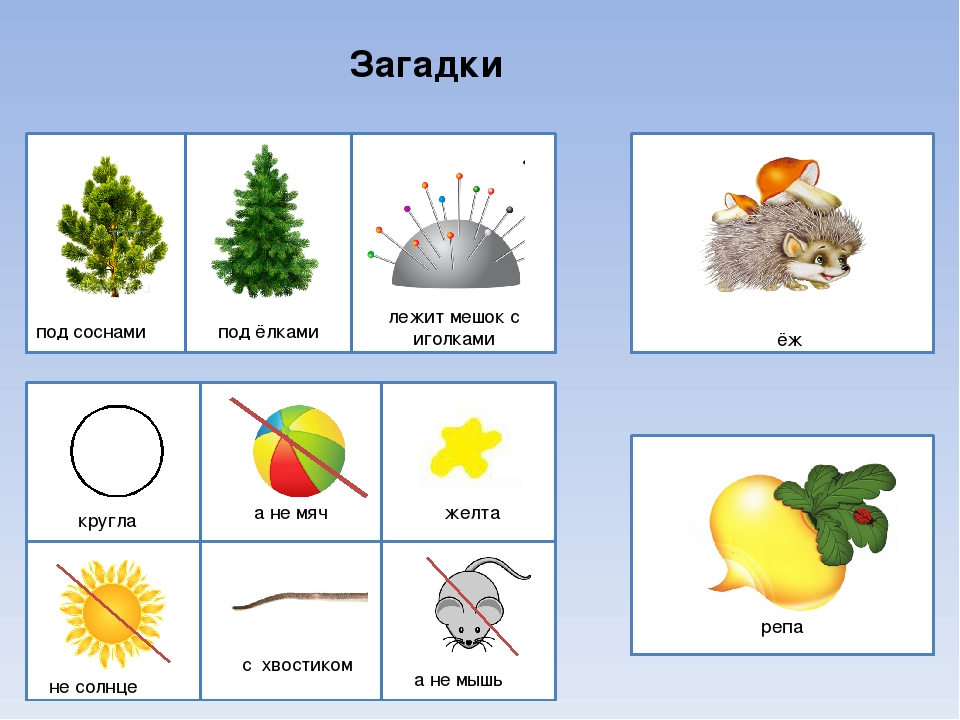 Загадки
под соснами
под ёлками
лежит мешок с
иголками
ёж
кругла
а не мяч
желта
не солнце
с хвостиком
а не мышь
репа